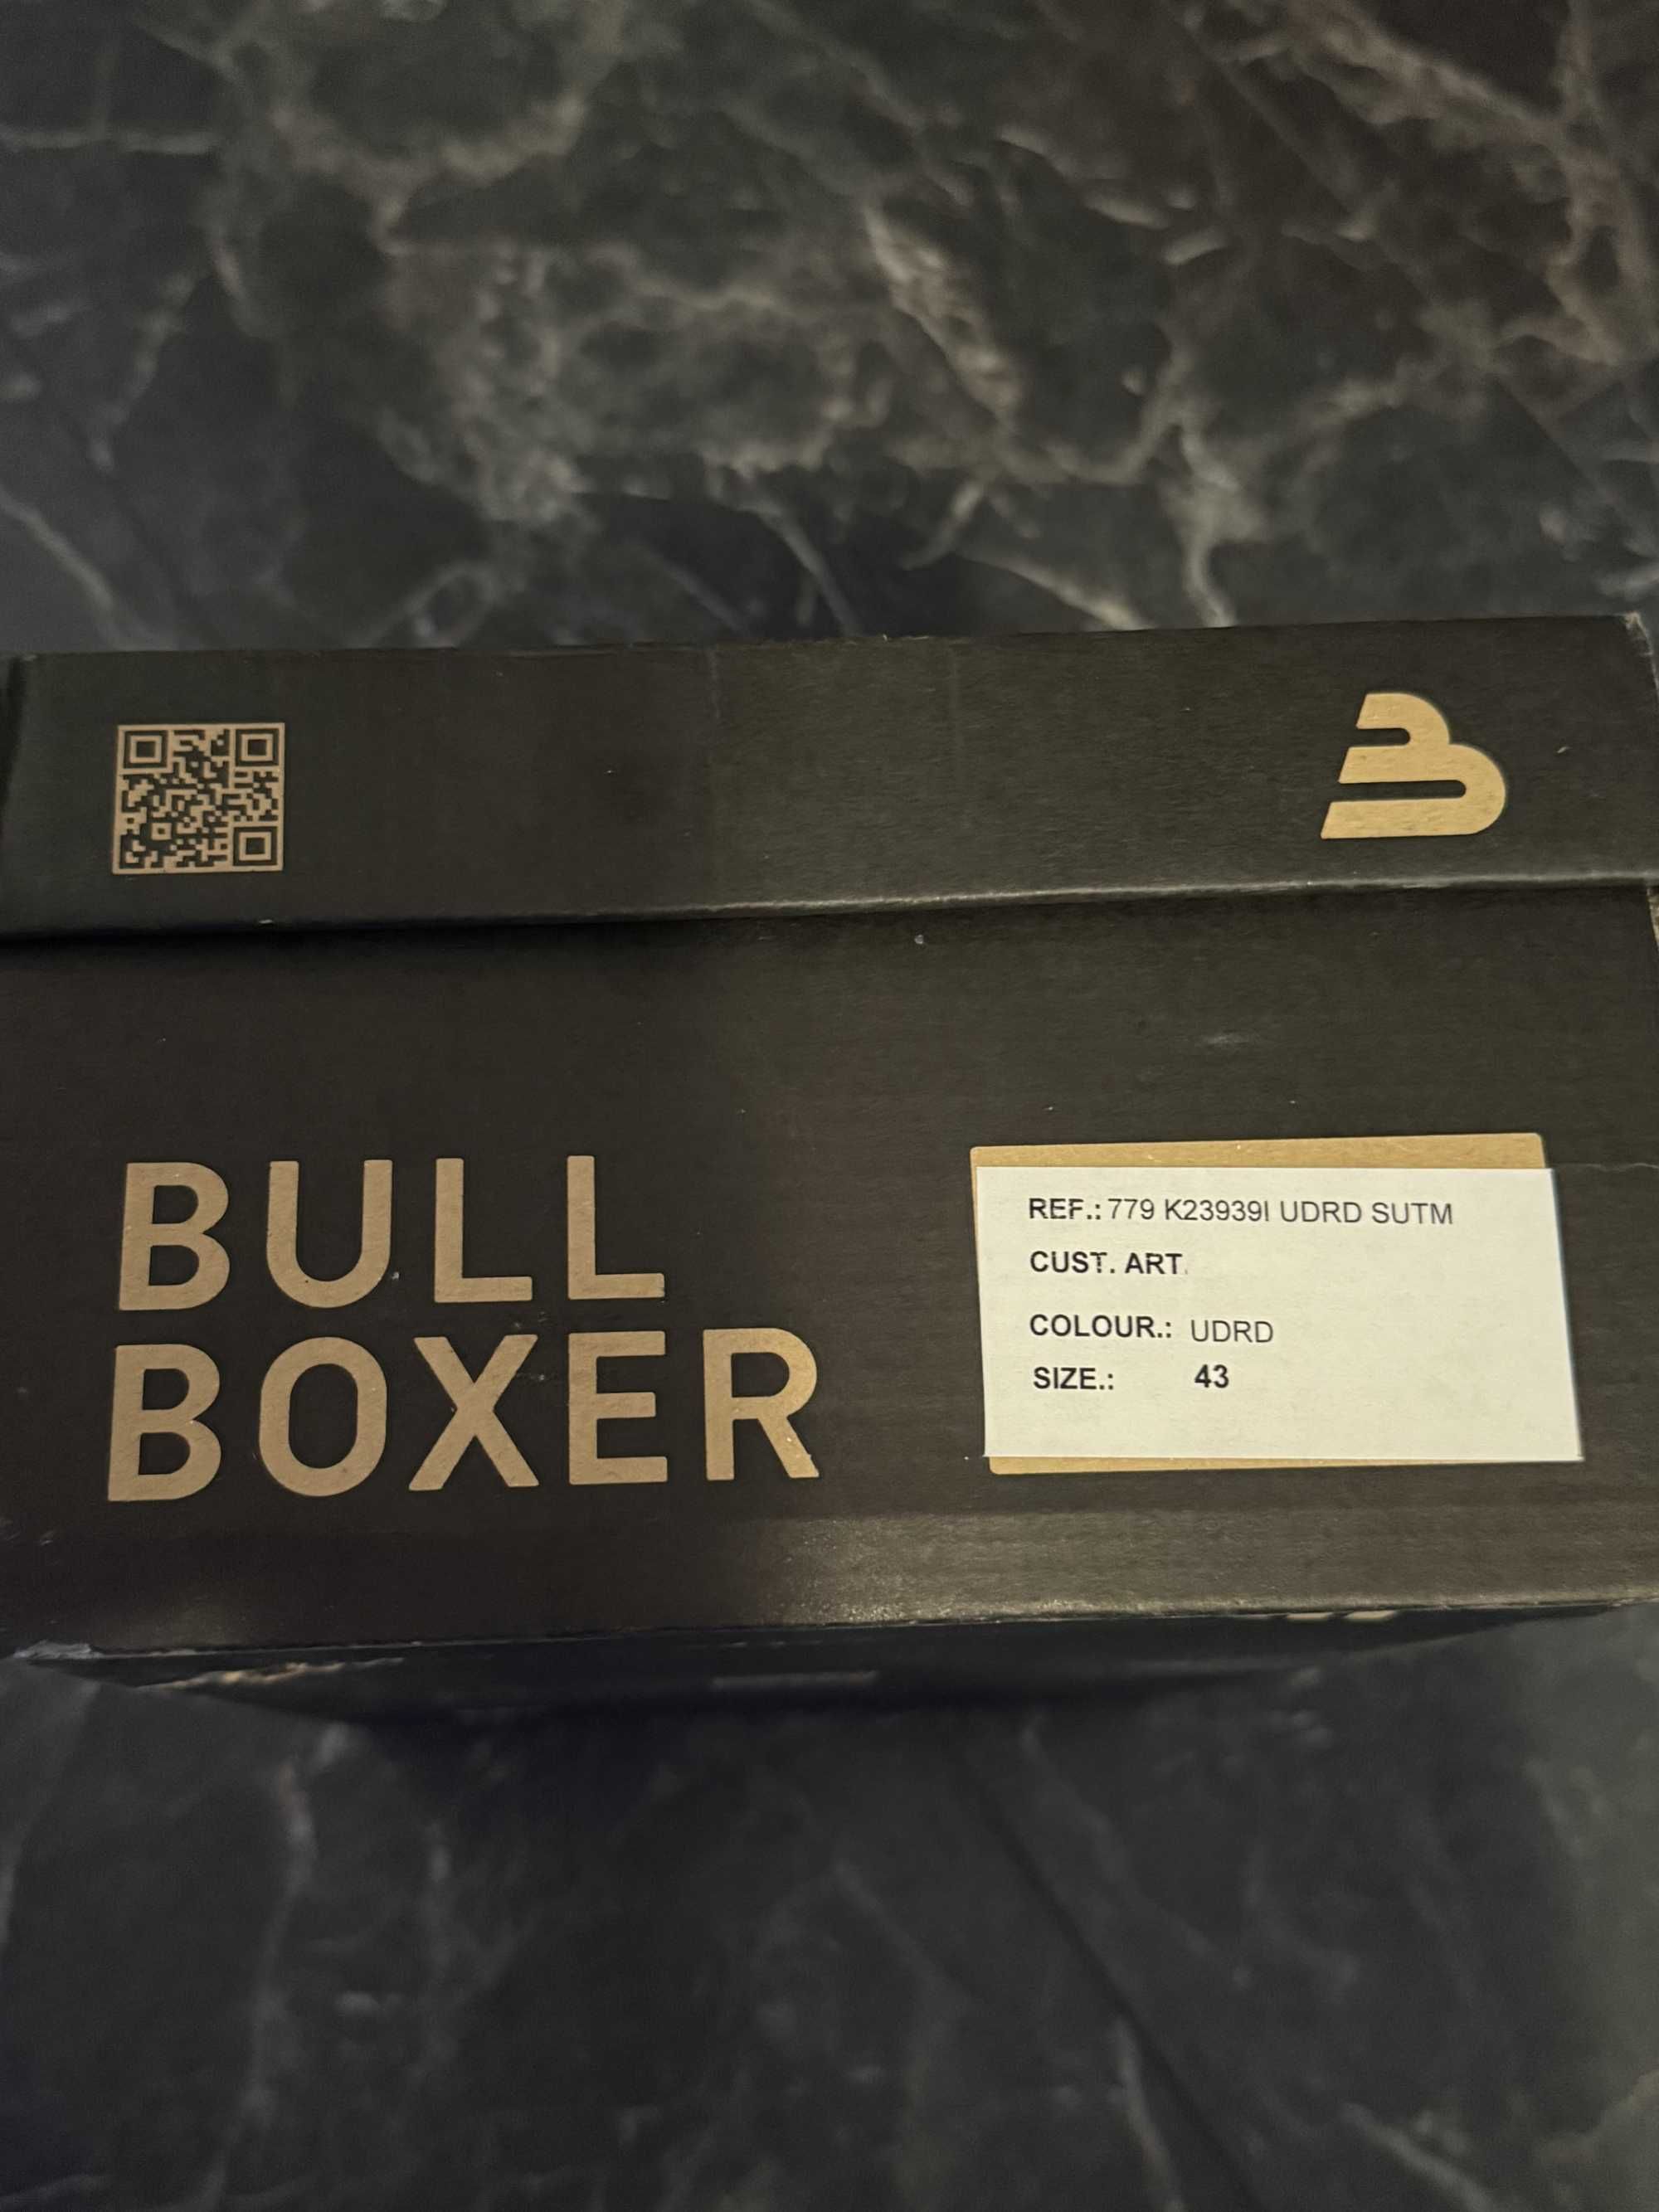 BULL
BOXER
REF.: 779 K23939I UDRD SUTM
CUST. ART.
COLOUR.: UDRD
SIZE.: 43